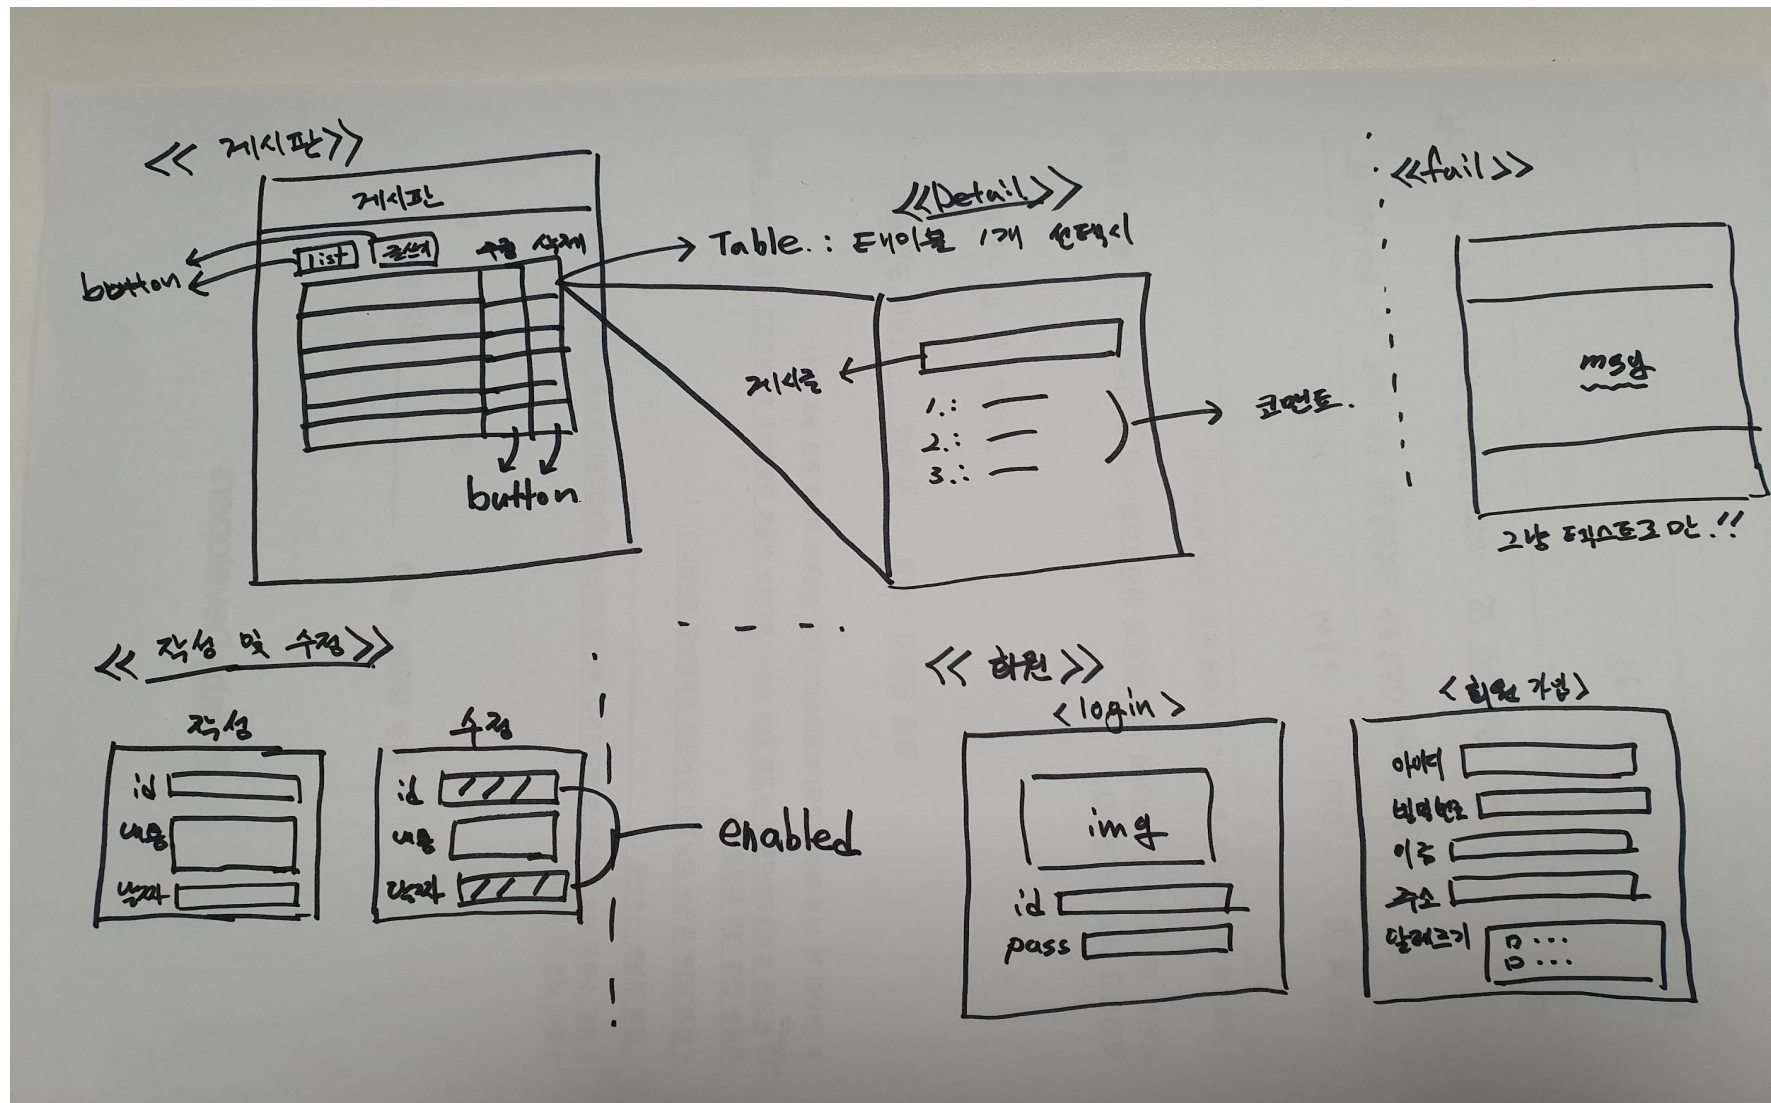 << 게시판 >>
게시판
list 글쓰기 수정 삭제
button
button
<<Detail>>
Table. : 테이블 1개 선택시
게시글
1.:
2.:
3.:
코멘트.
<<fail>>
msg
그냥 텍스트로만!!
<< 작성 및 수정>>
작성
id
내용
날짜
수정
id
내용
날짜
enabled
<< 회원 >>
< login >
img
id
pass
<회원가입>
아이디
비밀번호
이름
주소
ㅁ...
ㅁ...